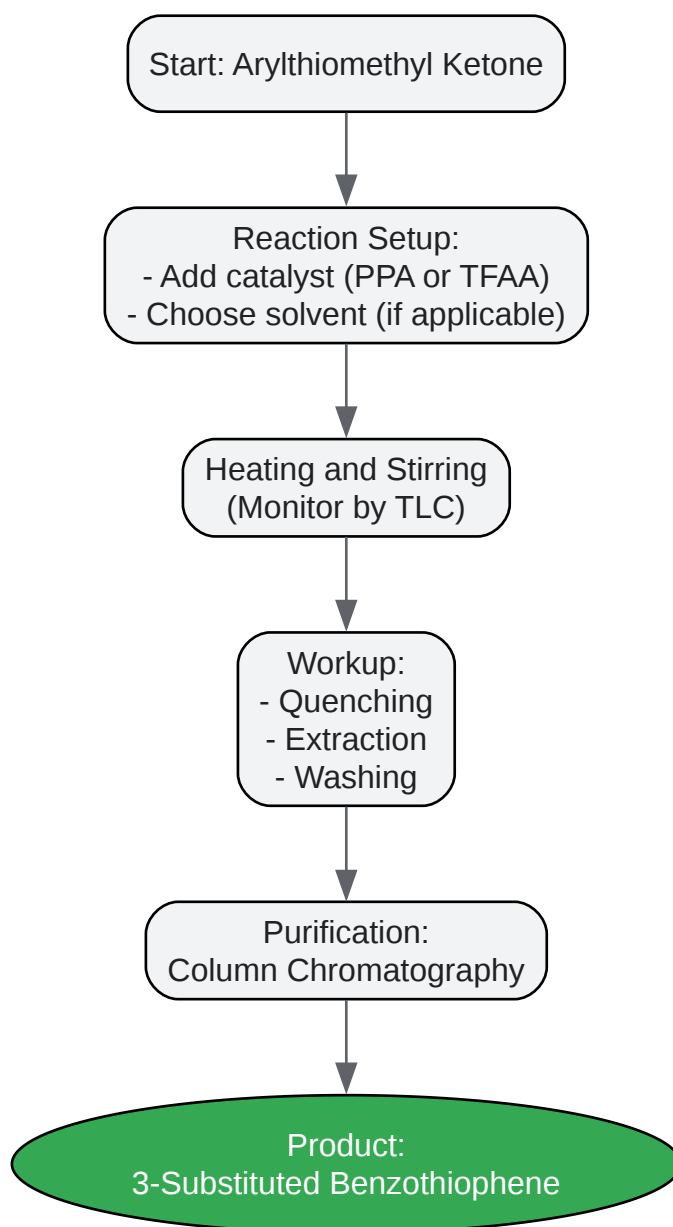 Start: Arylthiomethyl Ketone
Reaction Setup:
- Add catalyst (PPA or TFAA)
- Choose solvent (if applicable)
Heating and Stirring
(Monitor by TLC)
Workup:
- Quenching
- Extraction
- Washing
Purification:
Column Chromatography
Product:
3-Substituted Benzothiophene